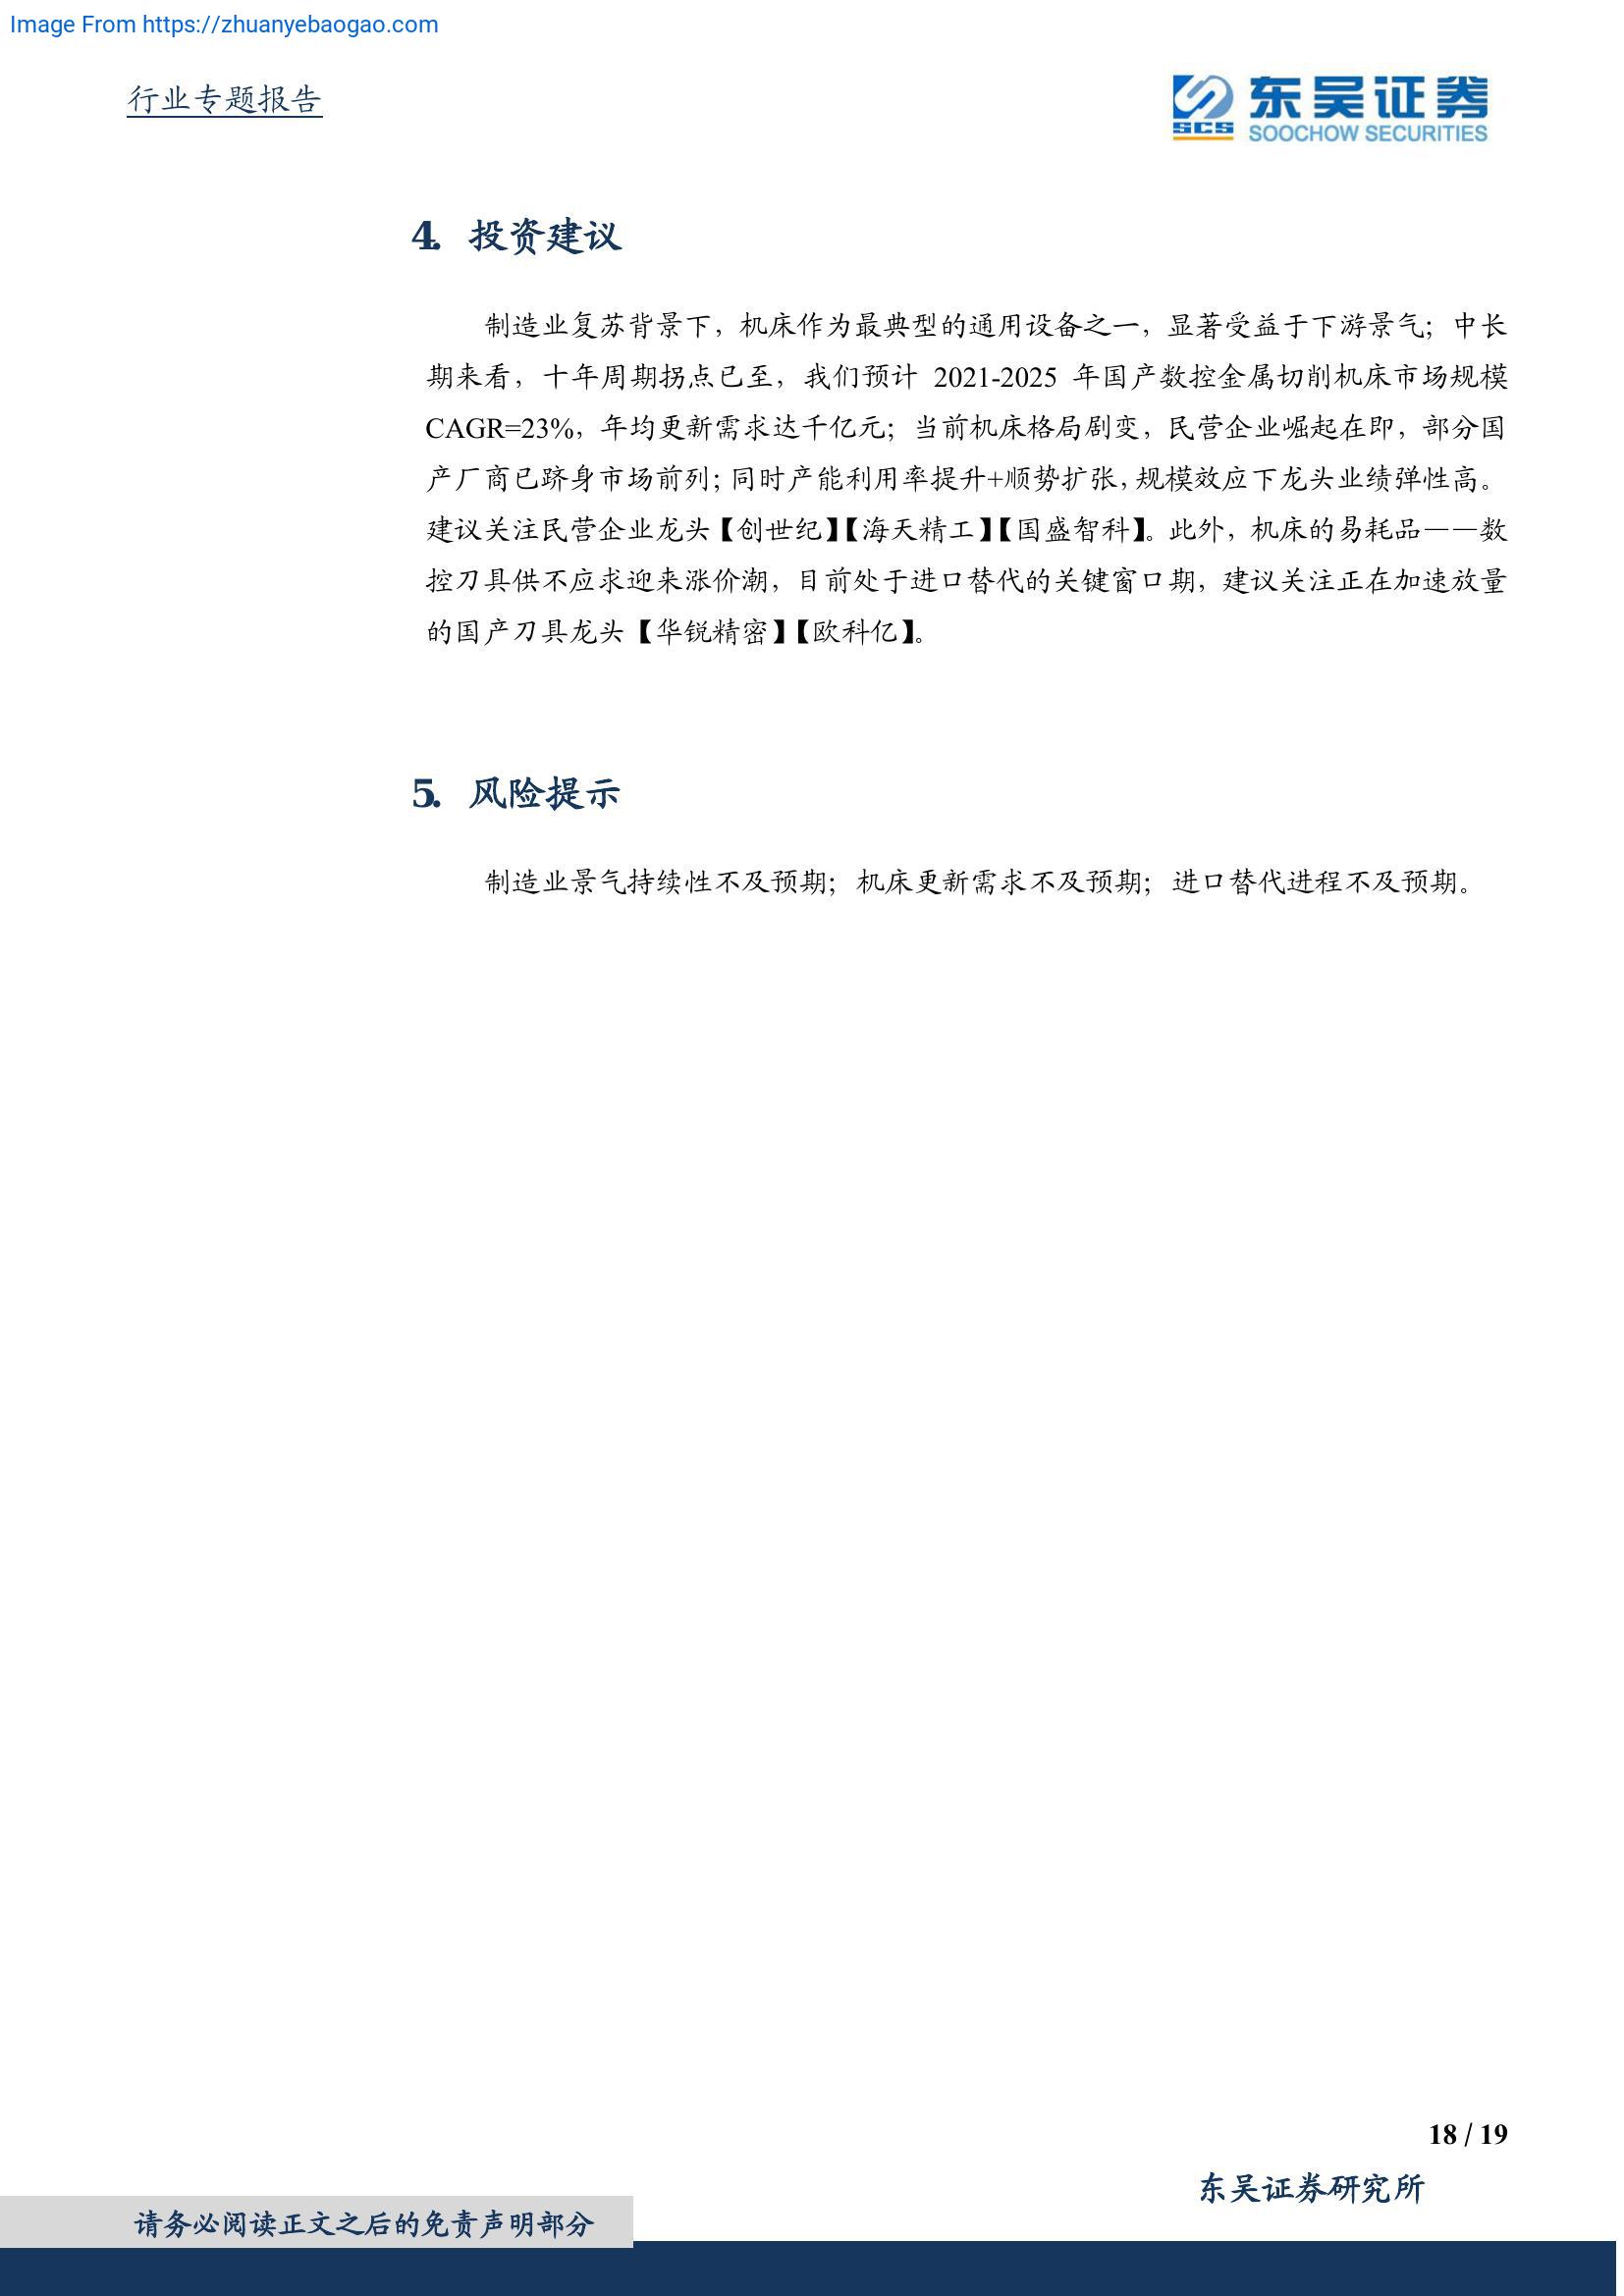 Image From https://zhuanyebaogao.com
行业专题报告
SCS
东吴证券
SOOCHOW SECURITIES
4. 投资建议
制造业复苏背景下，机床作为最典型的通用设备之一，显著受益于下游景气；中长
期来看，十年周期拐点已至，我们预计 2021-2025 年国产数控金属切削机床市场规模
CAGR=23%，年均更新需求达千亿元；当前机床格局剧变，民营企业崛起在即，部分国
产厂商已跻身市场前列；同时产能利用率提升+顺势扩张，规模效应下龙头业绩弹性高。
建议关注民营企业龙头【创世纪】【海天精工】【国盛智科】。此外，机床的易耗品——数
控刀具供不应求迎来涨价潮，目前处于进口替代的关键窗口期，建议关注正在加速放量
的国产刀具龙头【华锐精密】【欧科亿】。
5. 风险提示
制造业景气持续性不及预期；机床更新需求不及预期；进口替代进程不及预期。
18 / 19
东吴证券研究所
请务必阅读正文之后的免责声明部分